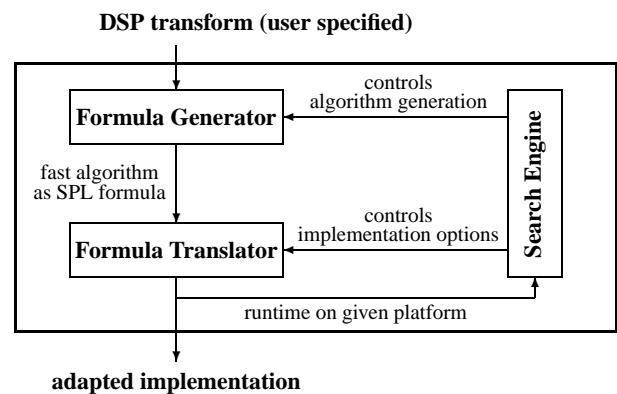 DSP transform (user specified)
controls
algorithm generation
Formula Generator
Search Engine
fast algorithm
as SPL formula
controls
implementation options
Formula Translator
runtime on given platform
adapted implementation